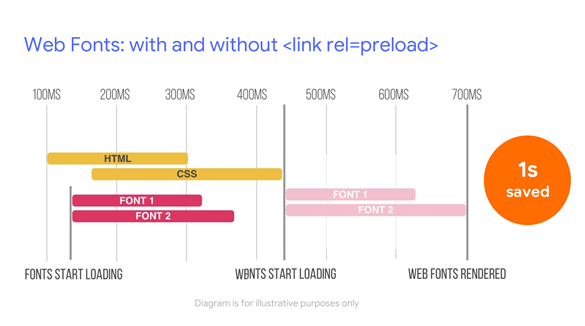 Web Fonts: with and without <link rel=preload>
100MS 200MS 300MS 400MS 500MS 600MS 700MS
HTML
CSS
FONT 1
FONT 2
FONT 1
FONT 2
1s
saved
FONTS START LOADING
START LOADING
WEB FONTS RENDERED
Diagram is for illustrative purposes only